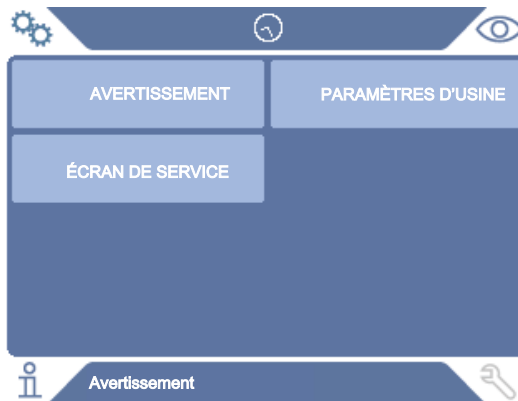 AVERTISSEMENT
PARAMÈTRES D'USINE
ÉCRAN DE SERVICE
Avertissement